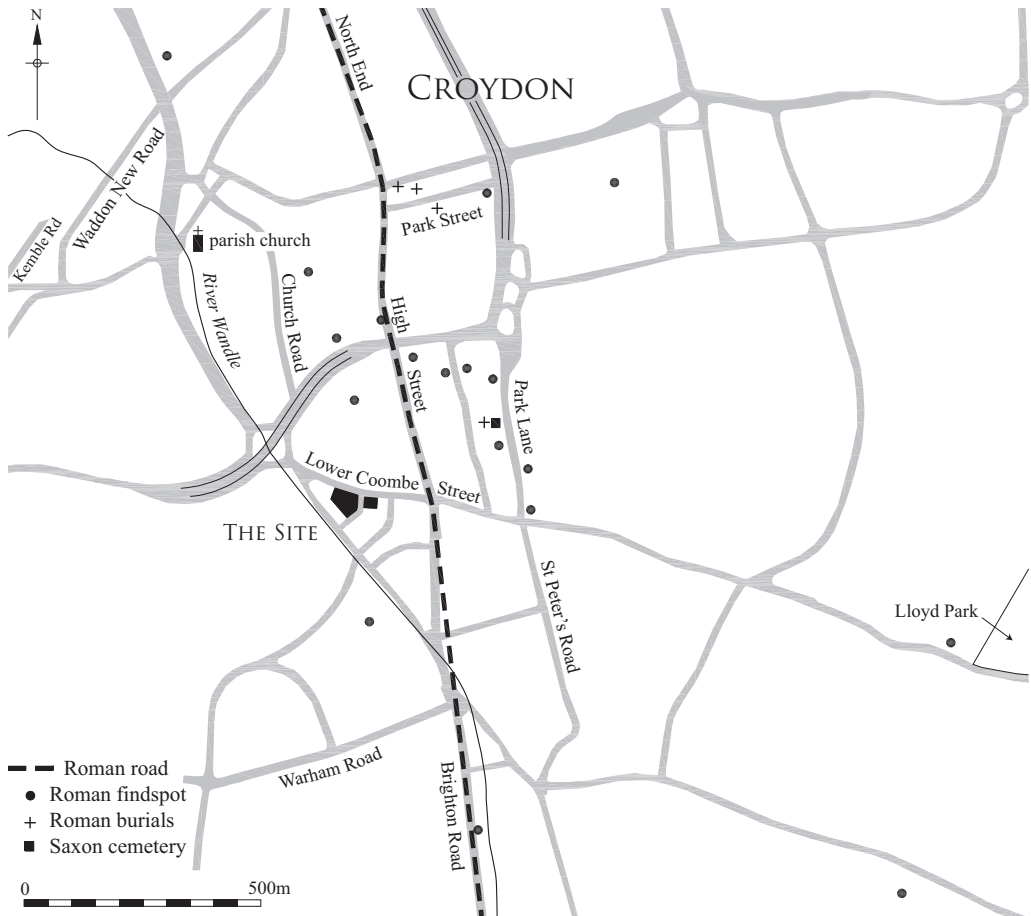 N
North End
CROYDON
Waddon New Road
Kemble Rd
Park Street
parish church
River Wandle
Church Road
High
Street
Park Lane
Lower Coombe
Street
THE SITE
St Peter's Road
Lloyd Park
Warham Road
Brighton Road
Roman road
Roman findspot
Roman burials
Saxon cemetery
0
500m